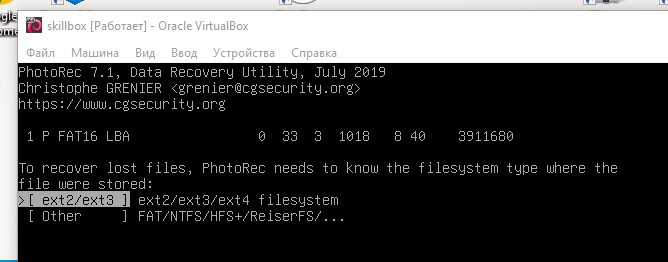 gle
ome
skillbox [Работает] - Oracle VirtualBox
Файл Машина Вид Ввод Устройства Справка
PhotoRec 7.1, Data Recovery Utility, July 2019
Christophe GRENIER <grenier@cgsecurity.org>
https://www.cgsecurity.org
1 P FAT16 LBA 0 33 3 1018 8 40 3911680
To recover lost files, PhotoRec needs to know the filesystem type where the
file were stored:
>[ ext2/ext3 ] ext2/ext3/ext4 filesystem
[ Other ] FAT/NTFS/HFS+/ReiserFS/...